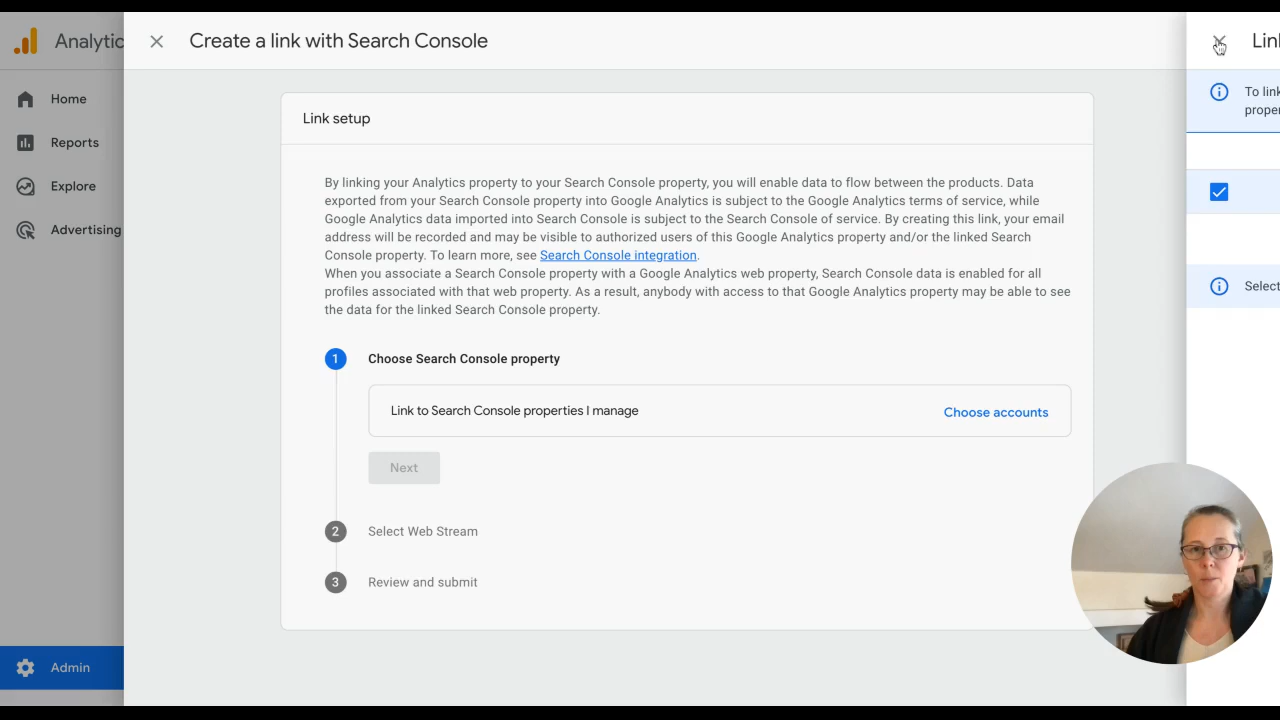 Analytic
Create a link with Search Console
Lin
Home
Reports
Explore
Advertising
Admin
Link setup
By linking your Analytics property to your Search Console property, you will enable data to flow between the products. Data
exported from your Search Console property into Google Analytics is subject to the Google Analytics terms of service, while
Google Analytics data imported into Search Console is subject to the Search Console of service. By creating this link, your email
address will be recorded and may be visible to authorized users of this Google Analytics property and/or the linked Search
Console property. To learn more, see Search Console integration.
When you associate a Search Console property with a Google Analytics web property, Search Console data is enabled for all
profiles associated with that web property. As a result, anybody with access to that Google Analytics property may be able to see
the data for the linked Search Console property.
1 Choose Search Console property
Link to Search Console properties I manage Choose accounts
Next
2 Select Web Stream
3 Review and submit
To link
proper
Select